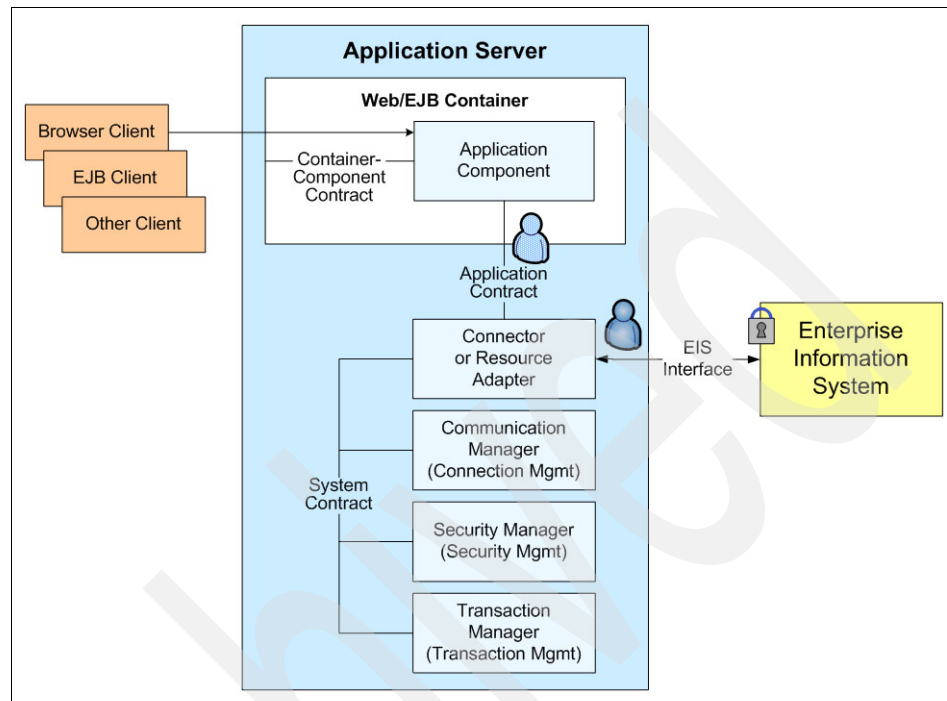 Application Server
Web/EJB Container
Browser Client
EJB Client
Other Client
Container-
Component
Contract
Application
Component
Application
Contract
Connector
or Resource
Adapter
EIS
Interface
Enterprise
Information
System
Communication
Manager
(Connection Mgmt)
System
Contract
Security Manager
(Security Mgmt)
Transaction
Manager
(Transaction Mgmt)
hived